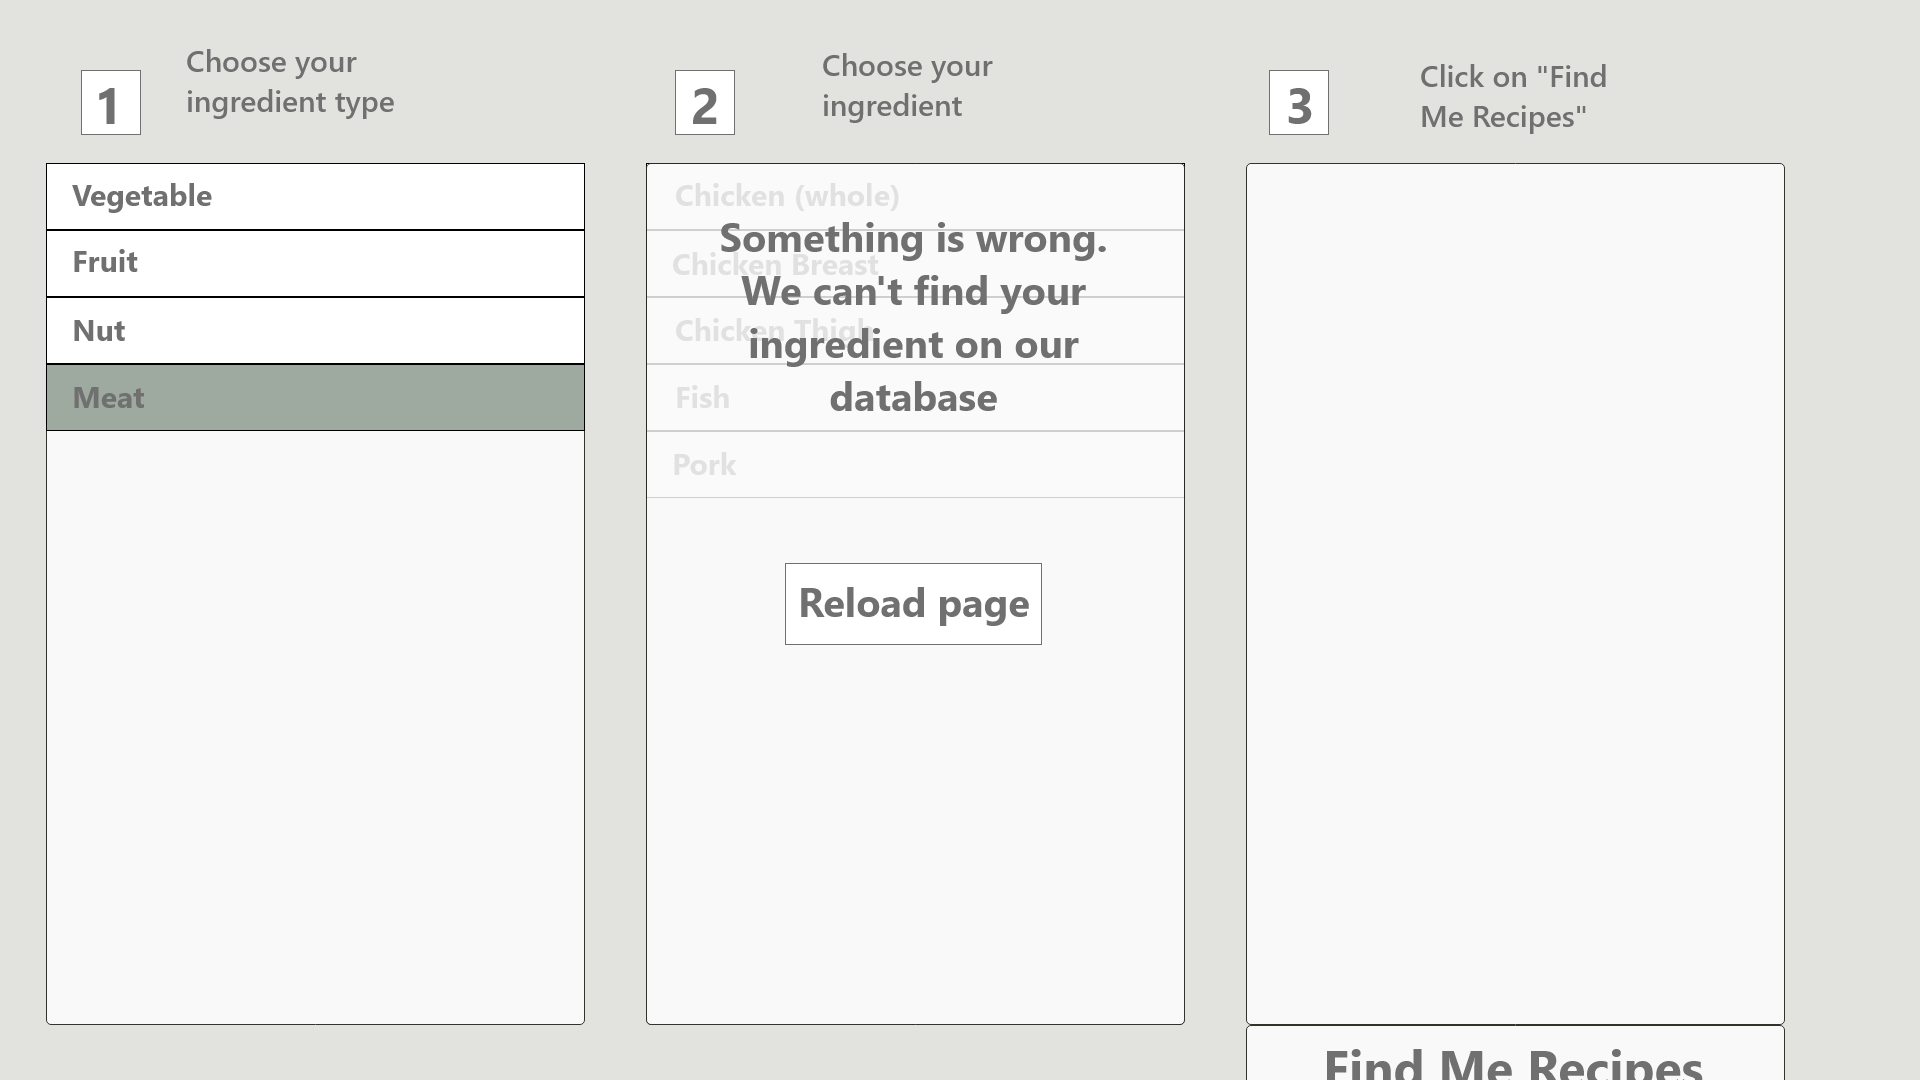 1
Choose your
ingredient type
2
Choose your
ingredient
3
Click on "Find
Me Recipes"
Vegetable
Fruit
Nut
Meat
Chicken (whole)
Chicken Breast
Chicken Thigh
Fish
Pork
Something is wrong.
We can't find your
ingredient on our
database
Reload page
Find Me Recipes